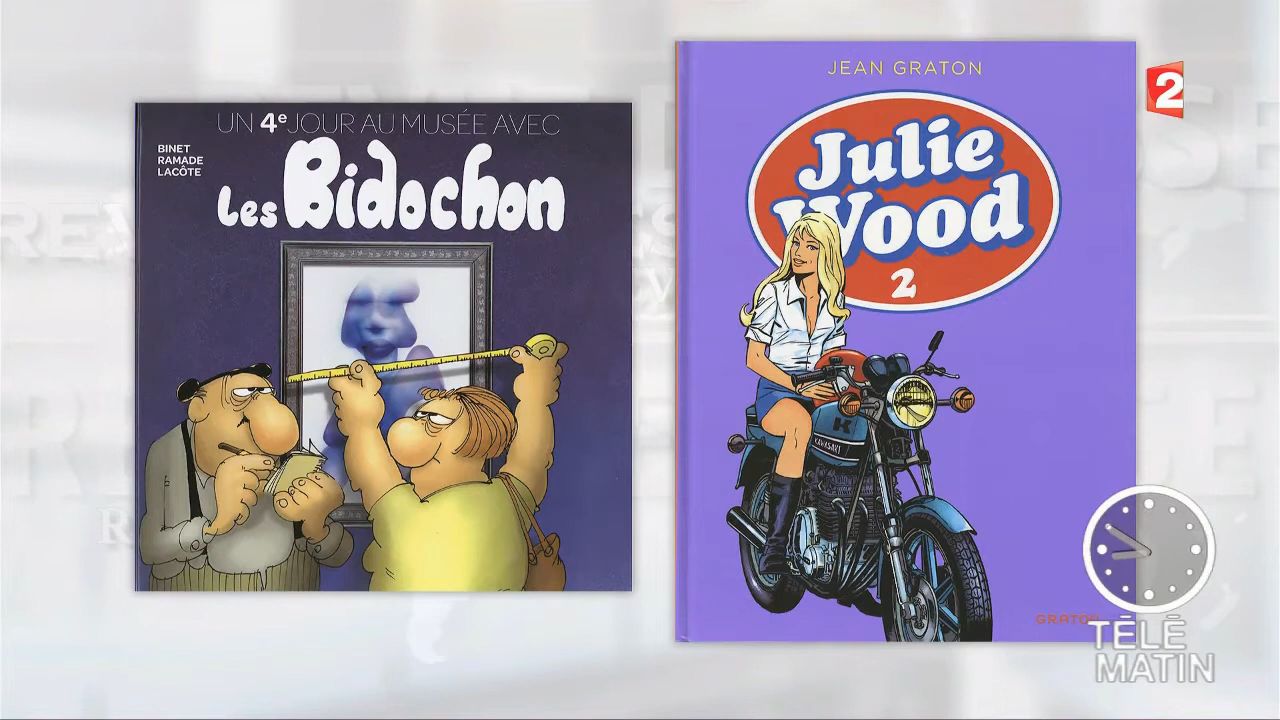 UN 4e JOUR AU MUSÉE AVEC
BINET
RAMADE
LACÔTE
Les Bidochon
JEAN GRATON
Julie
Wood
2
K
KAWASAKI
GRATON
2
TÉLÉ
MATIN